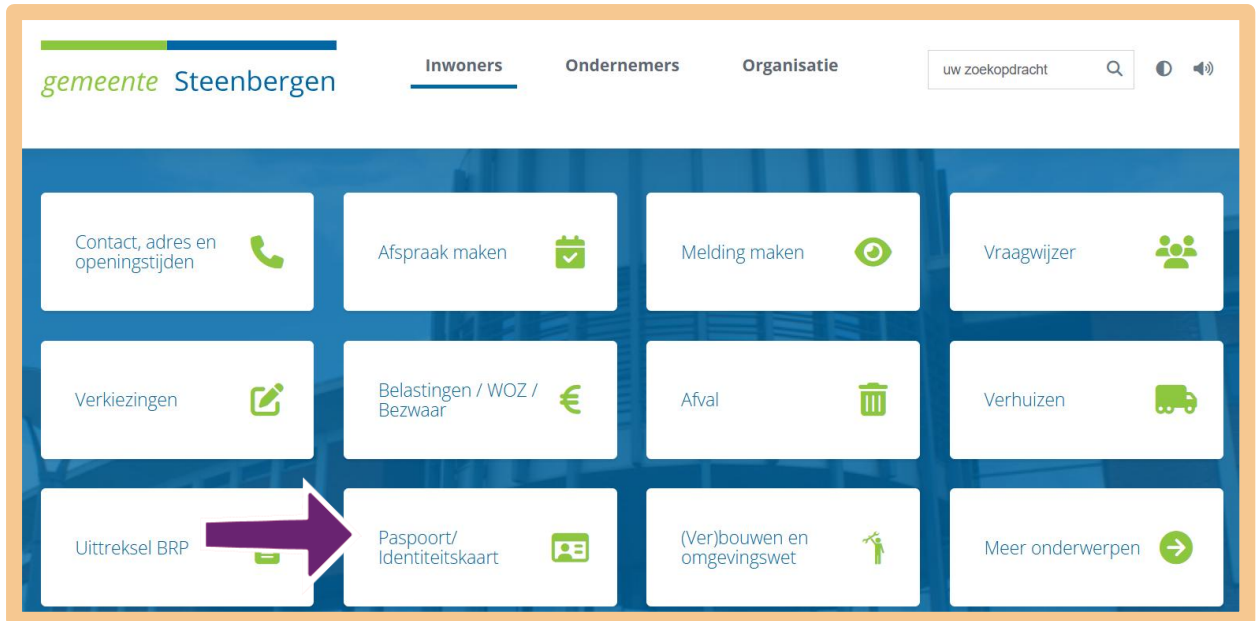 gemeente Steenbergen
Inwoners
Ondernemers
Organisatie
uw zoekopdracht
Contact, adres en
openingstijden
Afspraak maken
Melding maken
Vraagwijzer
Verkiezingen
Belastingen / WOZ /
Bezwaar
Afval
Verhuizen
Uittreksel BRP
Paspoort/
Identiteitskaart
(Ver)bouwen en
omgevingswet
Meer onderwerpen